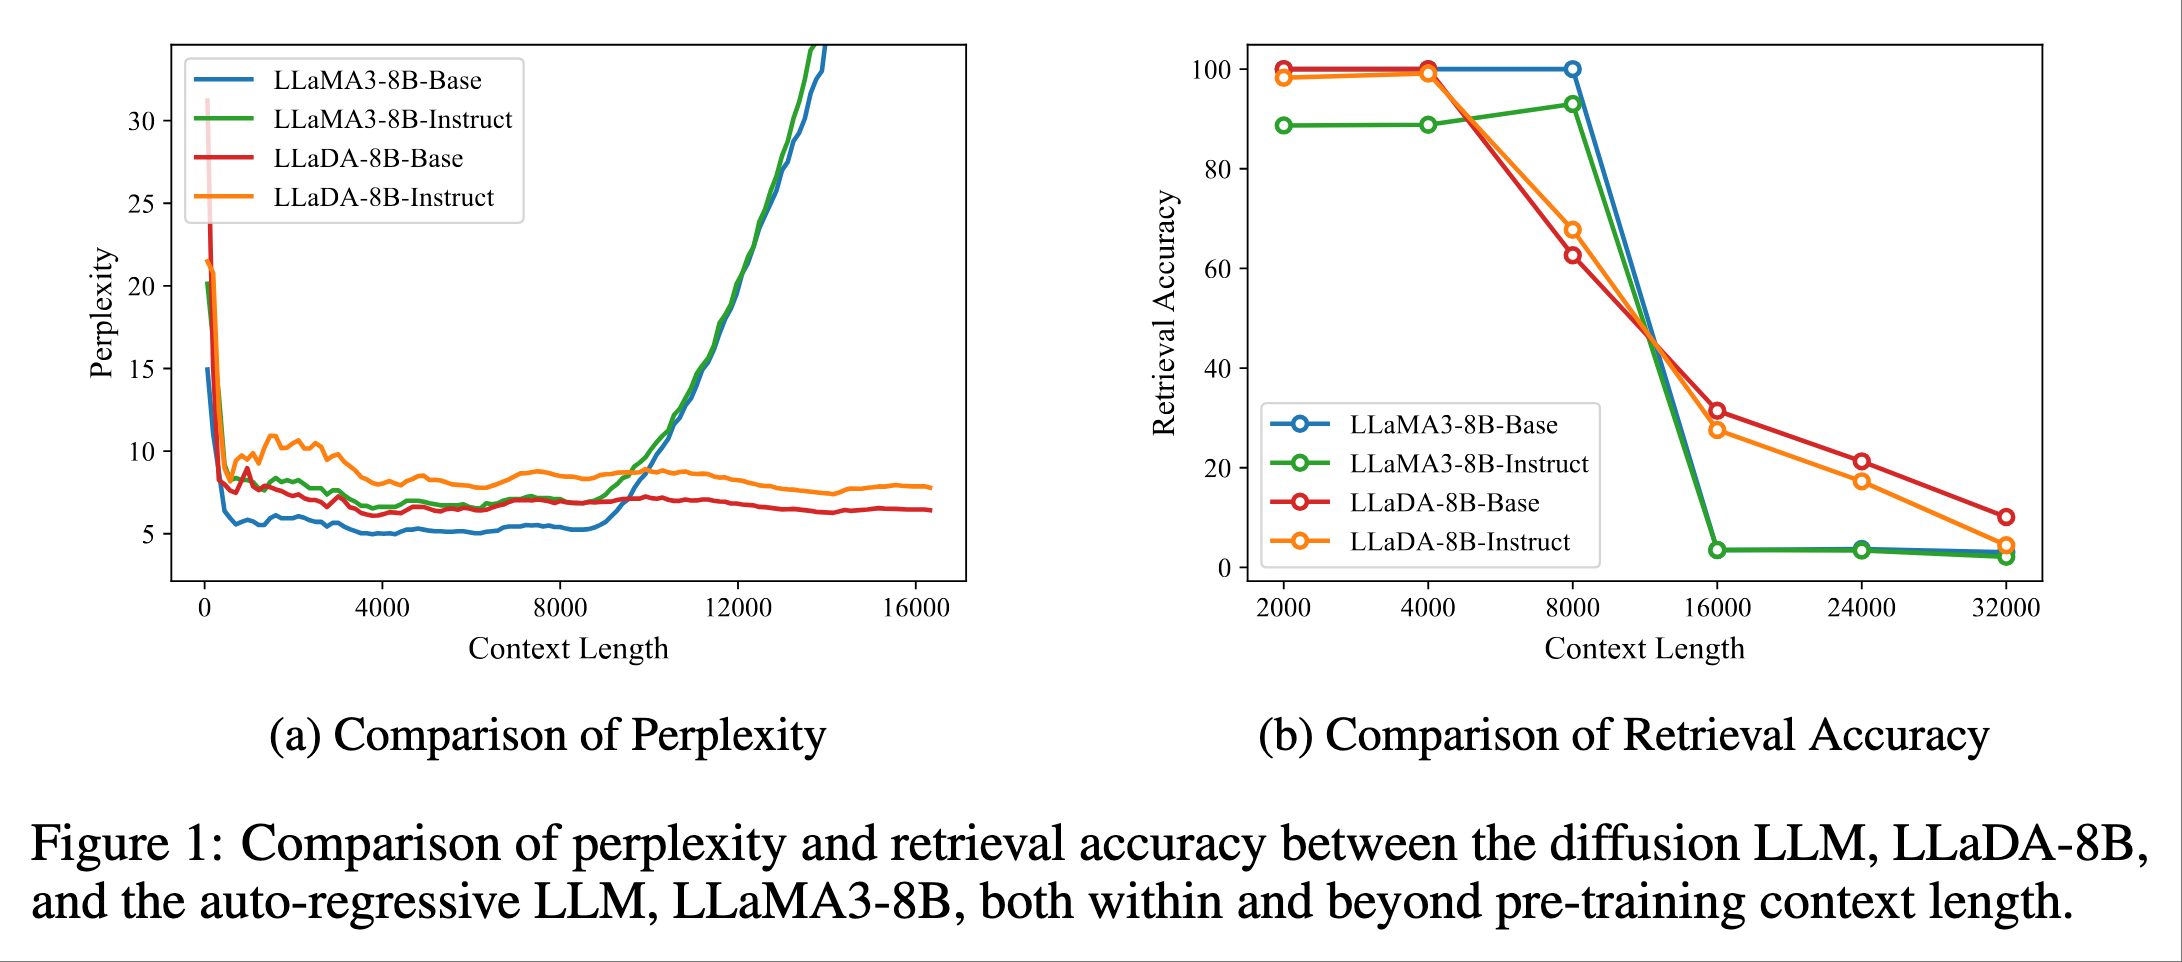 LLaMA3-8B-Base
LLaMA3-8B-Instruct
LLaDA-8B-Base
LLaDA-8B-Instruct
30
25
20
15
10
5
Perplexity
0 4000 8000 12000 16000
Context Length
(a) Comparison of Perplexity
100
80
60
40
20
0
Retrieval Accuracy
LLaMA3-8B-Base
LLaMA3-8B-Instruct
LLaDA-8B-Base
LLaDA-8B-Instruct
2000 4000 8000 16000 24000 32000
Context Length
(b) Comparison of Retrieval Accuracy
Figure 1: Comparison of perplexity and retrieval accuracy between the diffusion LLM, LLaDA-8B,
and the auto-regressive LLM, LLaMA3-8B, both within and beyond pre-training context length.